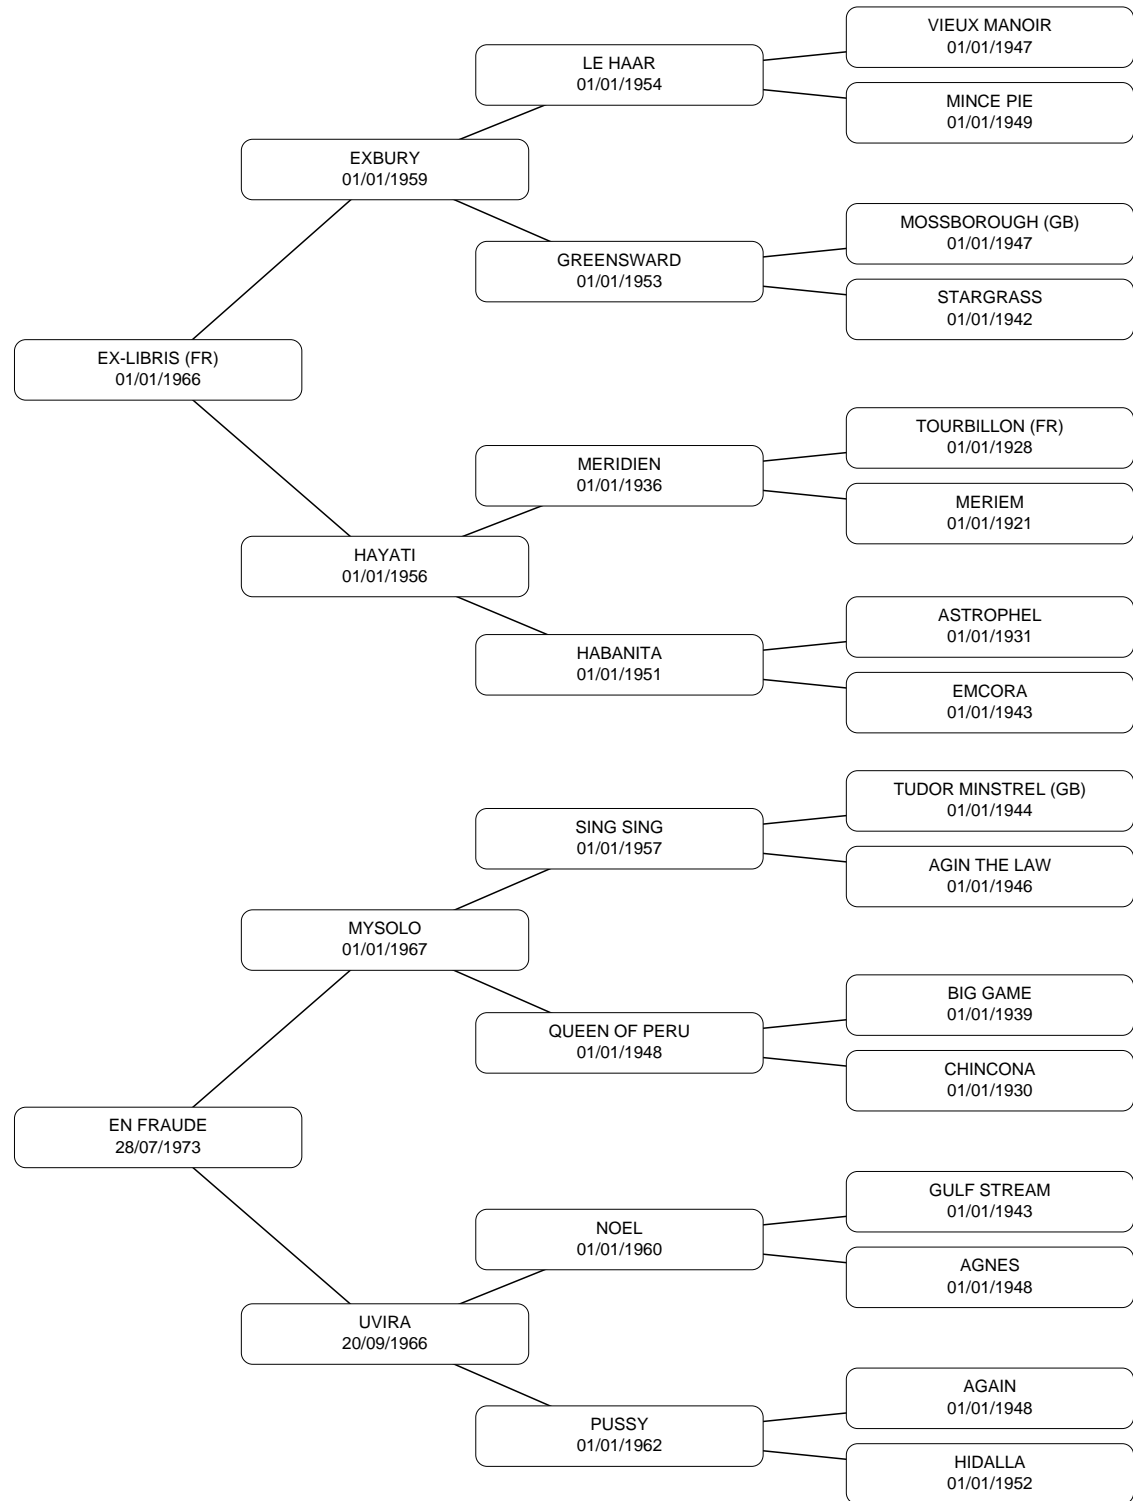 VIEUX MANOIR
01/01/1947
LE HAAR
01/01/1954
MINCE PIE
01/01/1949
EXBURY
01/01/1959
MOSSBOROUGH (GB)
01/01/1947
GREENSWARD
01/01/1953
STARGRASS
01/01/1942
EX-LIBRIS (FR)
01/01/1966
TOURBILLON (FR)
01/01/1928
MERIDIEN
01/01/1936
MERIEM
01/01/1921
HAYATI
01/01/1956
ASTROPHEL
01/01/1931
HABANITA
01/01/1951
EMCORA
01/01/1943
TUDOR MINSTREL (GB)
01/01/1944
SING SING
01/01/1957
AGIN THE LAW
01/01/1946
MYSOLO
01/01/1967
BIG GAME
01/01/1939
QUEEN OF PERU
01/01/1948
CHINCONA
01/01/1930
EN FRAUDE
28/07/1973
GULF STREAM
01/01/1943
NOEL
01/01/1960
AGNES
01/01/1948
UVIRA
20/09/1966
AGAIN
01/01/1948
PUSSY
01/01/1962
HIDALLA
01/01/1952